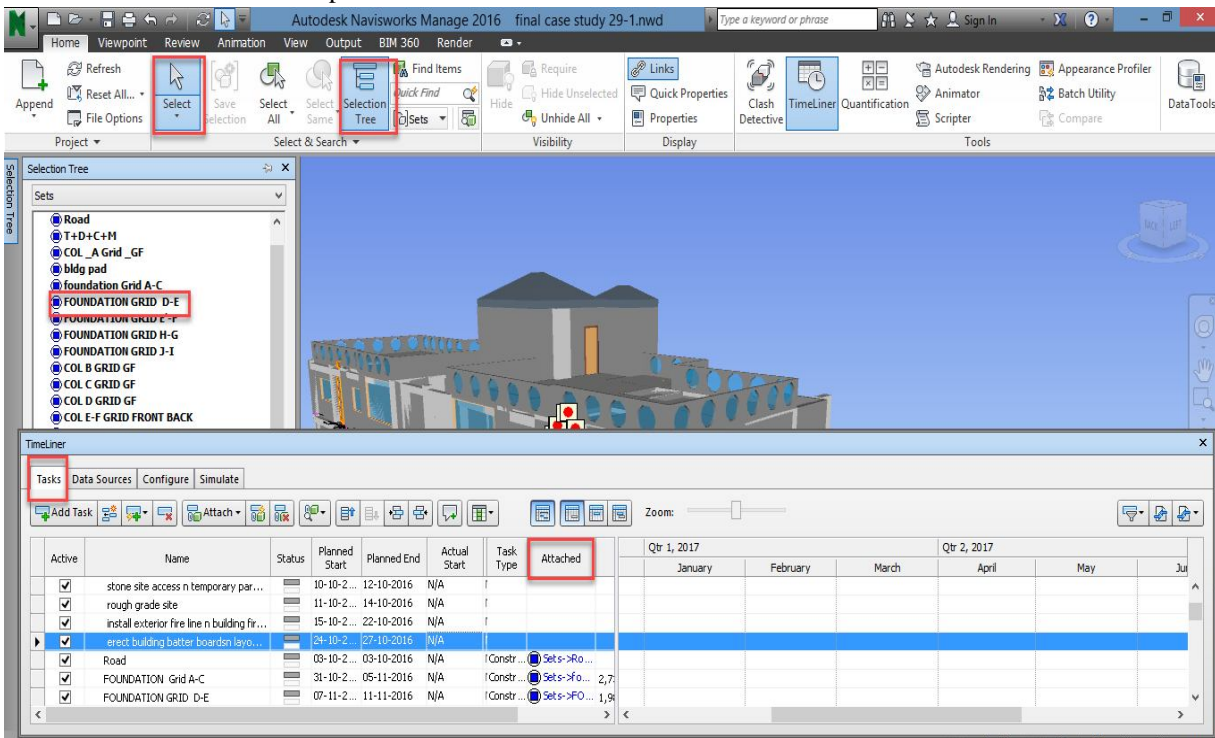 Autodesk Navisworks Manage 2016 final case study 29-1.nwd
Type a keyword or phrase
Sign In
Home Viewpoint Review Animation View Output BIM 360 Render
Append
Refresh
Reset All...
File Options
Project
Select
Save Selection
Select All
Select Same
Selection Tree
Find Items
Quick Find
Sets
Select & Search
Hide
Require
Hide Unselected
Unhide All
Visibility
Links
Quick Properties
Properties
Display
Clash Detective
TimeLiner
Quantification
Autodesk Rendering
Animator
Scripter
Appearance Profiler
Batch Utility
Compare
Tools
DataTools
Selection Tree
Selection Tree
Sets
Road
T+D+C+M
COL _A Grid _GF
bldg pad
foundation Grid A-C
FOUNDATION GRID D-E
FOUNDATION GRID E'-F
FOUNDATION GRID H-G
FOUNDATION GRID J-I
COL B GRID GF
COL C GRID GF
COL D GRID GF
COL E-F GRID FRONT BACK
TimeLiner
Tasks Data Sources Configure Simulate
Add Task Attach Zoom:
Active Name Status Planned Start Planned End Actual Start Task Type Attached
Qtr 1, 2017 Qtr 2, 2017
January February March April May Ju
stone site access n temporary par... 10-10-2... 12-10-2016 N/A
rough grade site 11-10-2... 14-10-2016 N/A
install exterior fire line n building fir... 15-10-2... 22-10-2016 N/A
erect building batter boardsn layo... 24-10-2... 27-10-2016 N/A
Road 03-10-2... 03-10-2016 N/A Constr... Sets->Ro...
FOUNDATION Grid A-C 31-10-2... 05-11-2016 N/A Constr... Sets->fo... 2,7
FOUNDATION GRID D-E 07-11-2... 11-11-2016 N/A Constr... Sets->FO... 1,9